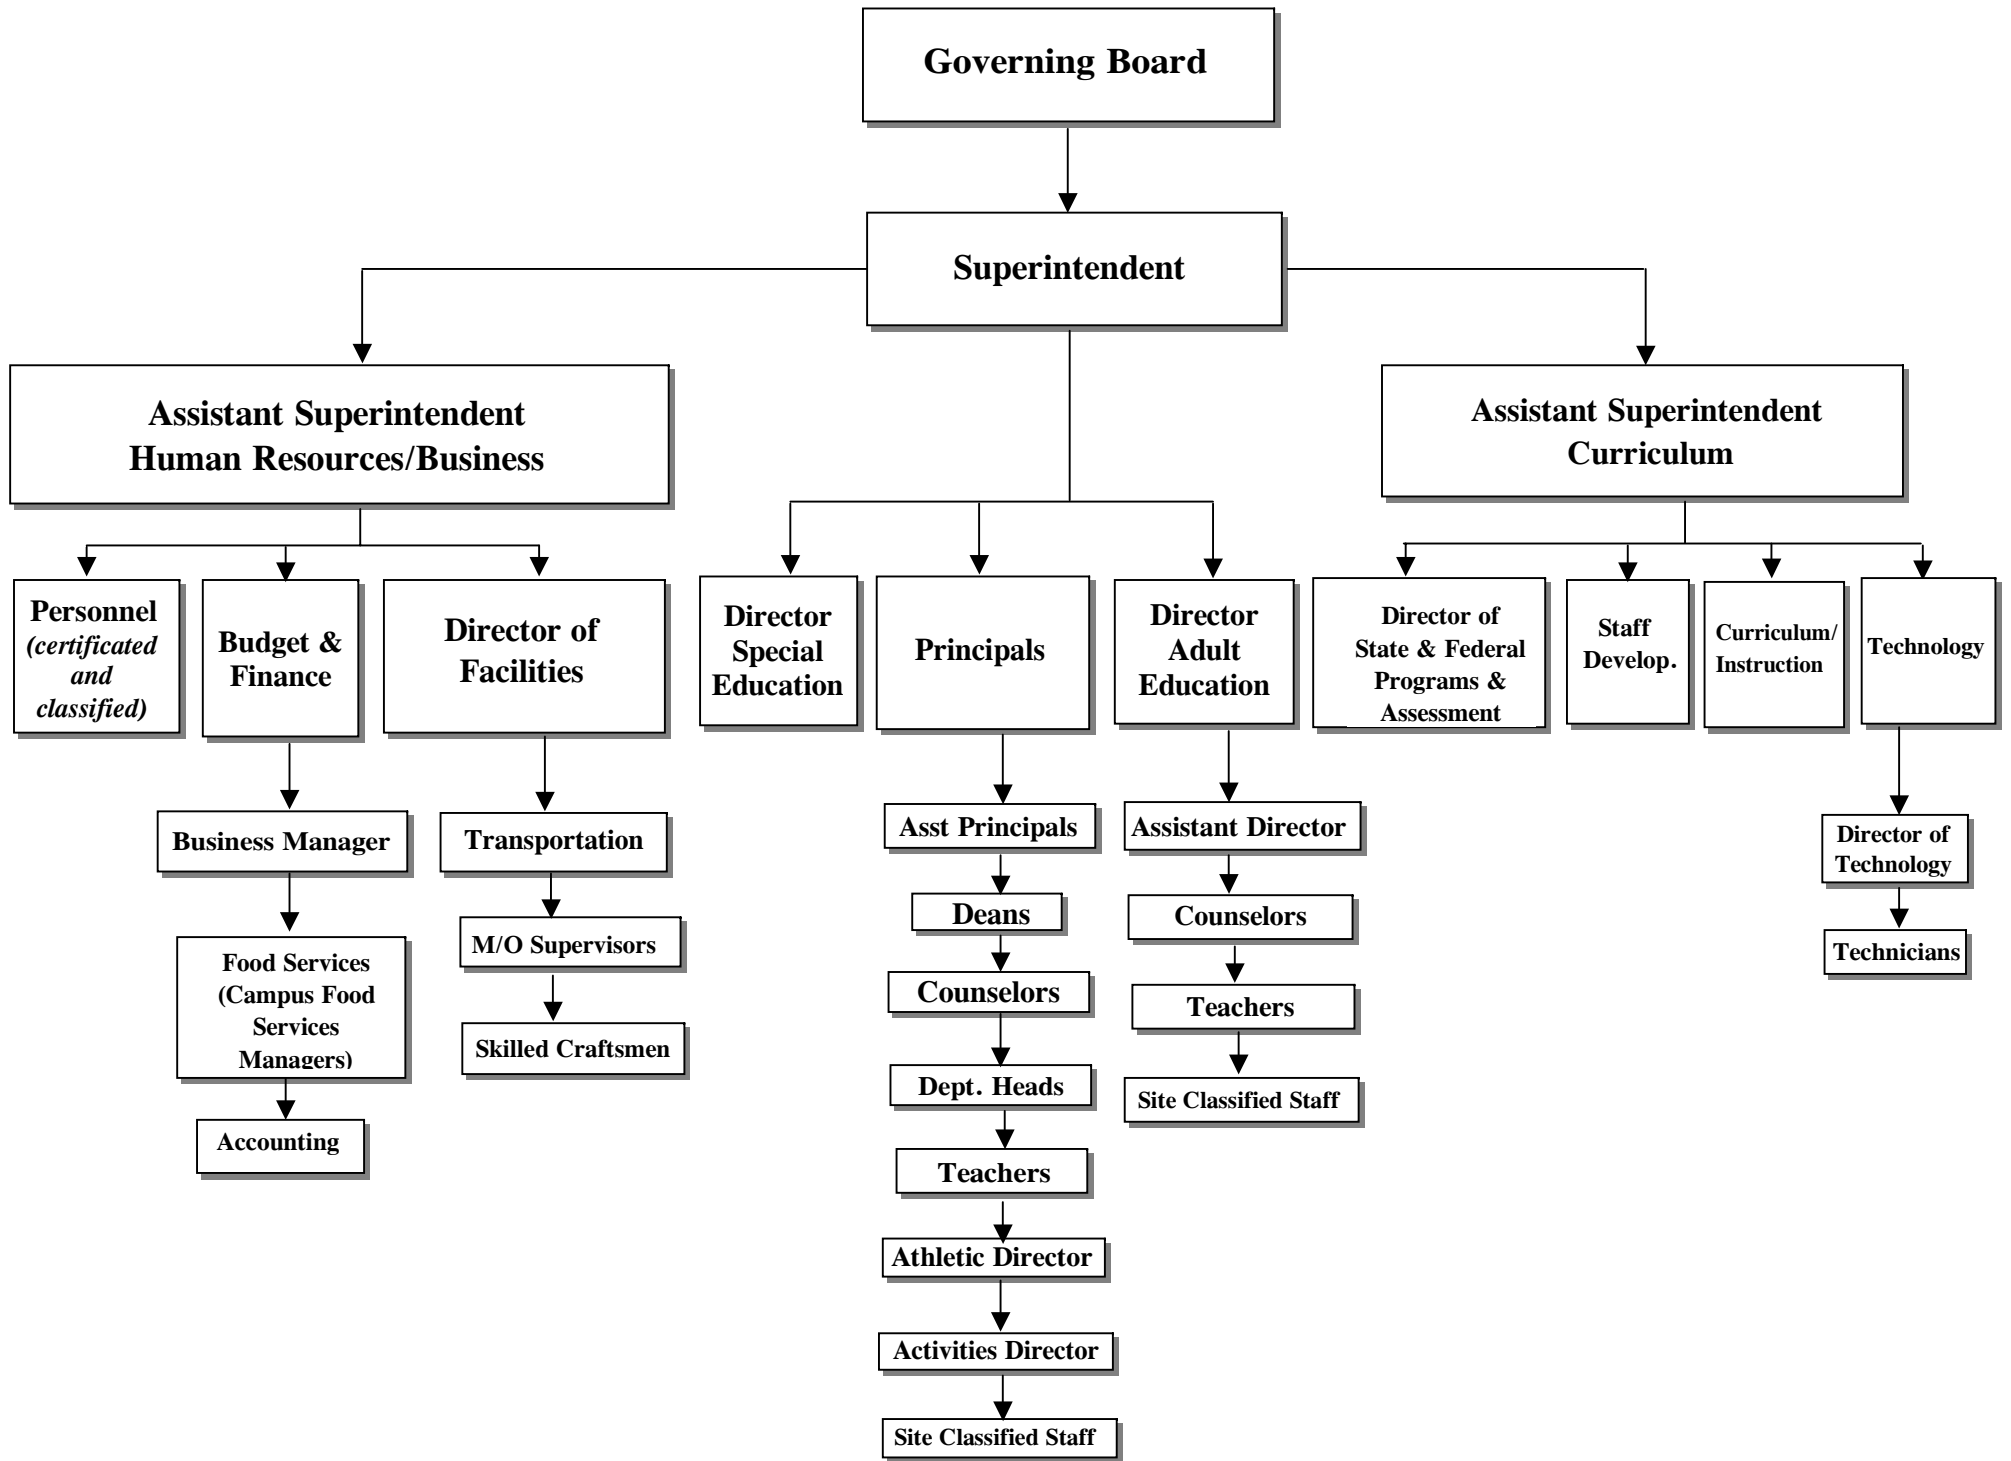 Governing Board
Superintendent
Assistant Superintendent
Human Resources/Business
Assistant Superintendent
Curriculum
Personnel
(certificated
and
classified)
Budget &
Finance
Director of
Facilities
Director
Special
Education
Principals
Director
Adult
Education
Director of
State & Federal
Programs &
Assessment
Staff
Develop.
Curriculum/
Instruction
Technology
Business Manager
Food Services
(Campus Food
Services
Managers)
Accounting
Transportation
M/O Supervisors
Skilled Craftsmen
Asst Principals
Deans
Counselors
Dept. Heads
Teachers
Athletic Director
Activities Director
Site Classified Staff
Assistant Director
Counselors
Teachers
Site Classified Staff
Director of
Technology
Technicians